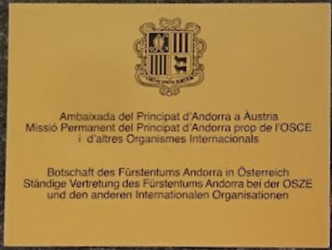 Ambaixada del Principat d'Andorra a Àustria
Missió Permanent del Principat d'Andorra prop de l'OSCE
i d'altres Organismes Internacionals
Botschaft des Fürstentums Andorra in Österreich
Ständige Vertretung des Fürstentums Andorra bei der OSZE
und den anderen Internationalen Organisationen